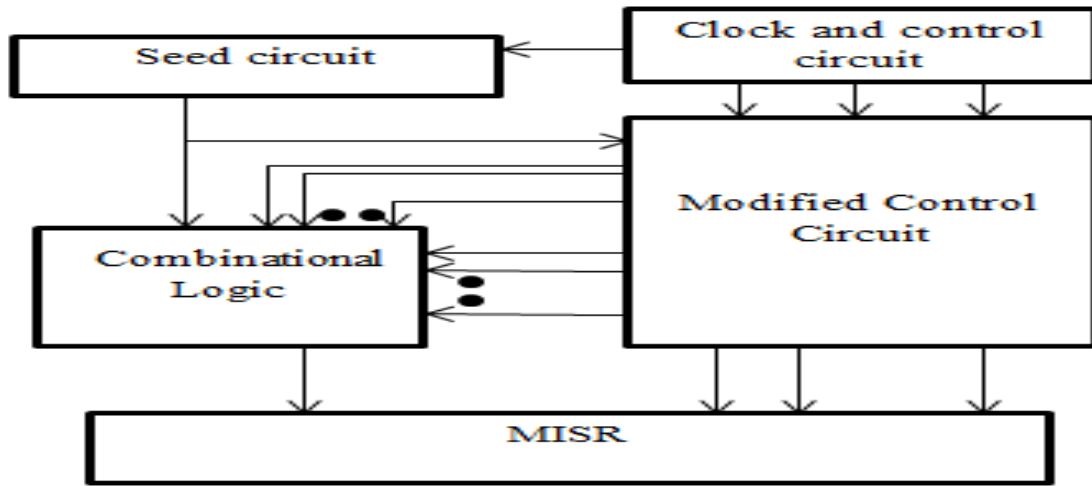 Seed circuit
Clock and control
circuit
Modified Control
Circuit
Combinational
Logic
MISR